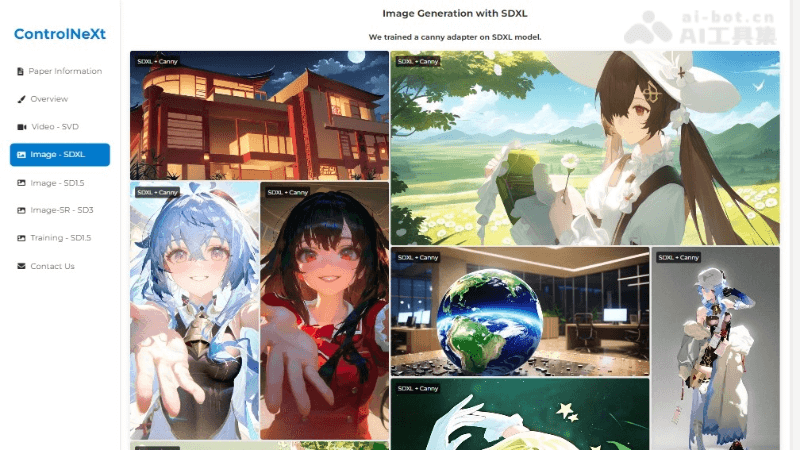 ControlNeXt
Paper Information
Overview
Video - SVD
Image - SDXL
Image - SD1.5
Image-SR - SD3
Training - SD1.5
Contact Us
Image Generation with SDXL
We trained a canny adapter on SDXL model.
ai-bot.cn
AI工具集
SDXL + Canny
SDXL + Canny
SDXL + Canny
SDXL + Canny
SDXL + Canny
SDXL + Canny
SDXL + Canny